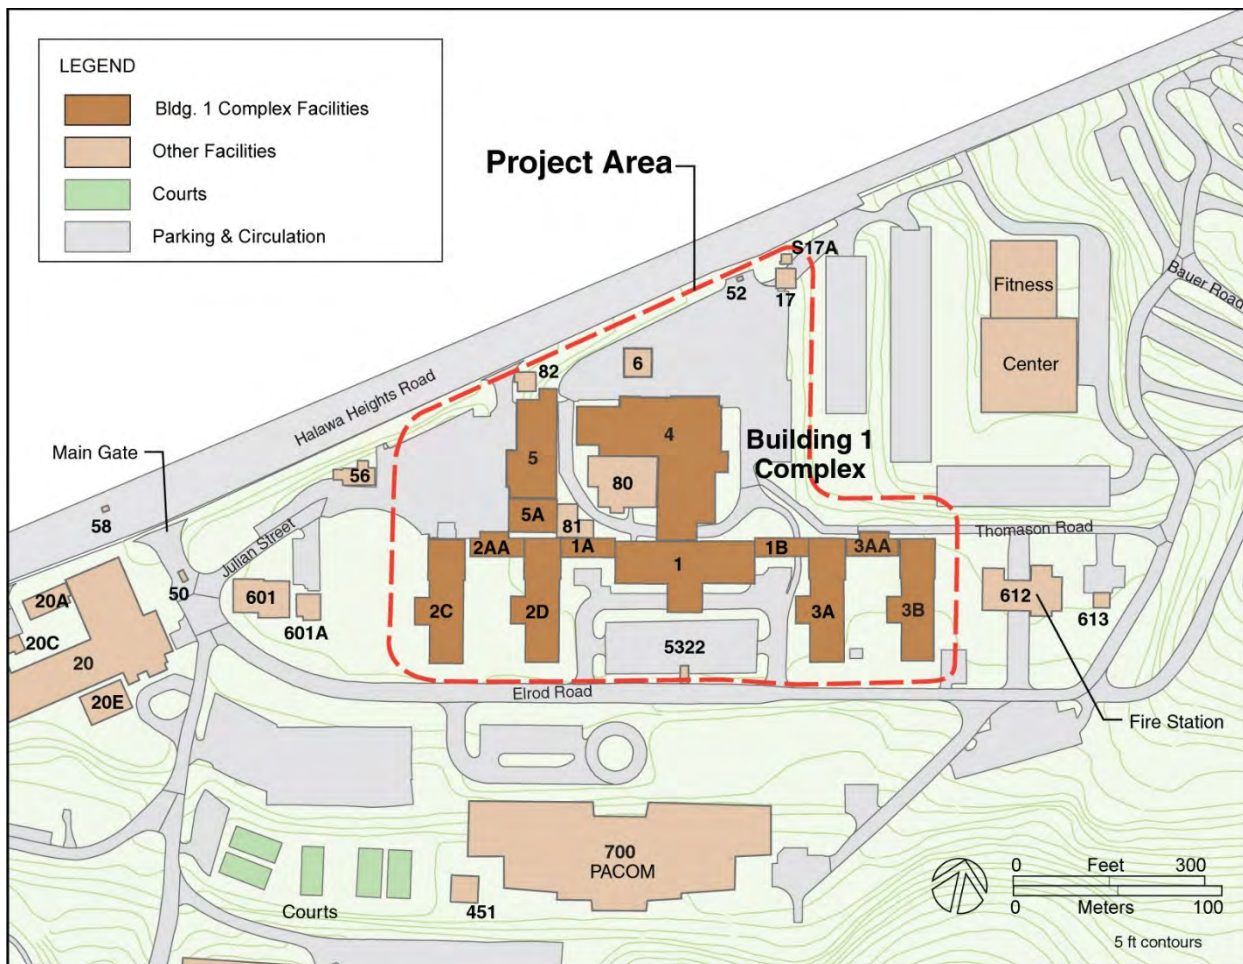 LEGEND
Bldg. 1 Complex Facilities
Other Facilities
Courts
Parking & Circulation
Project Area
S17A
52
17
Fitness
Center
Bauer Road
6
82
Halawa Heights Road
4
Building 1
Complex
Main Gate
56
5
80
58
5A
81
Julian Street
Thomason Road
2AA
1A
1
1B
3AA
50
20A
601
601A
2C
2D
3A
3B
612
613
20C
20
5322
20E
Elrod Road
Fire Station
700
PACOM
Courts
451
0 Feet 300
0 Meters 100
5 ft contours